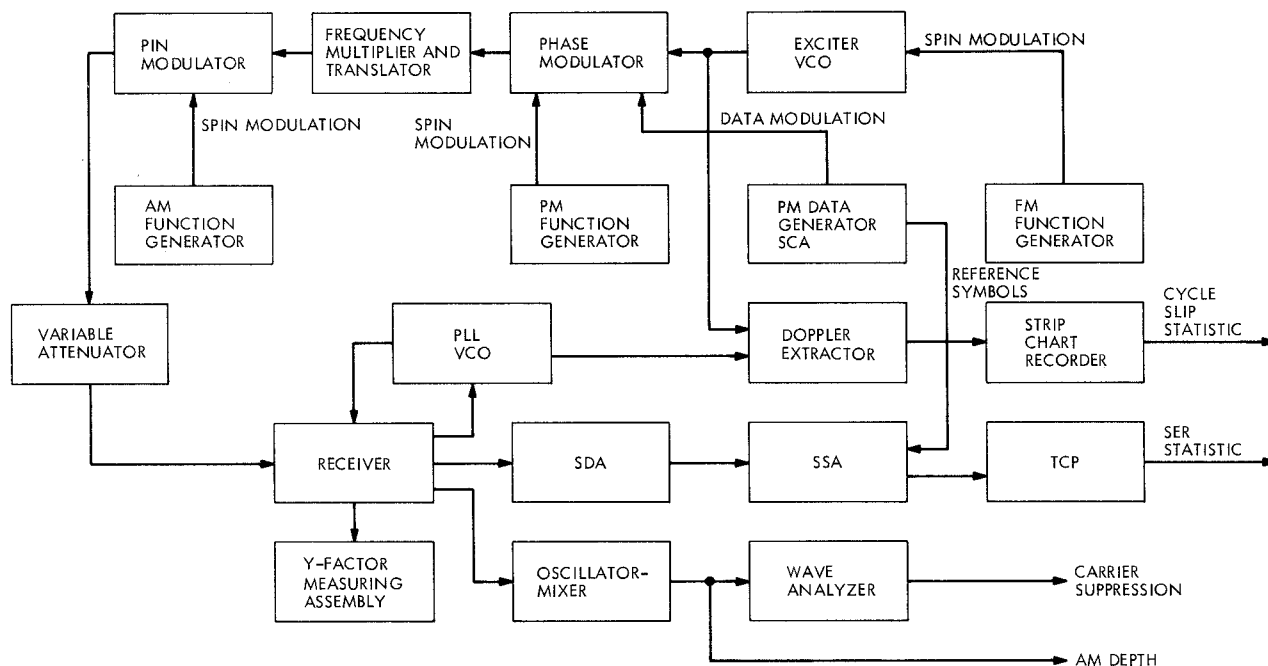 PIN
MODULATOR
FREQUENCY
MULTIPLIER AND
TRANSLATOR
PHASE
MODULATOR
EXCITER
VCO
SPIN MODULATION
SPIN MODULATION
SPIN
MODULATION
DATA MODULATION
AM
FUNCTION
GENERATOR
PM
FUNCTION
GENERATOR
PM DATA
GENERATOR
SCA
FM
FUNCTION
GENERATOR
REFERENCE
SYMBOLS
VARIABLE
ATTENUATOR
PLL
VCO
DOPPLER
EXTRACTOR
STRIP
CHART
RECORDER
CYCLE
SLIP
STATISTIC
RECEIVER
SDA
SSA
TCP
SER
STATISTIC
Y-FACTOR
MEASURING
ASSEMBLY
OSCILLATOR-
MIXER
WAVE
ANALYZER
CARRIER
SUPPRESSION
AM DEPTH